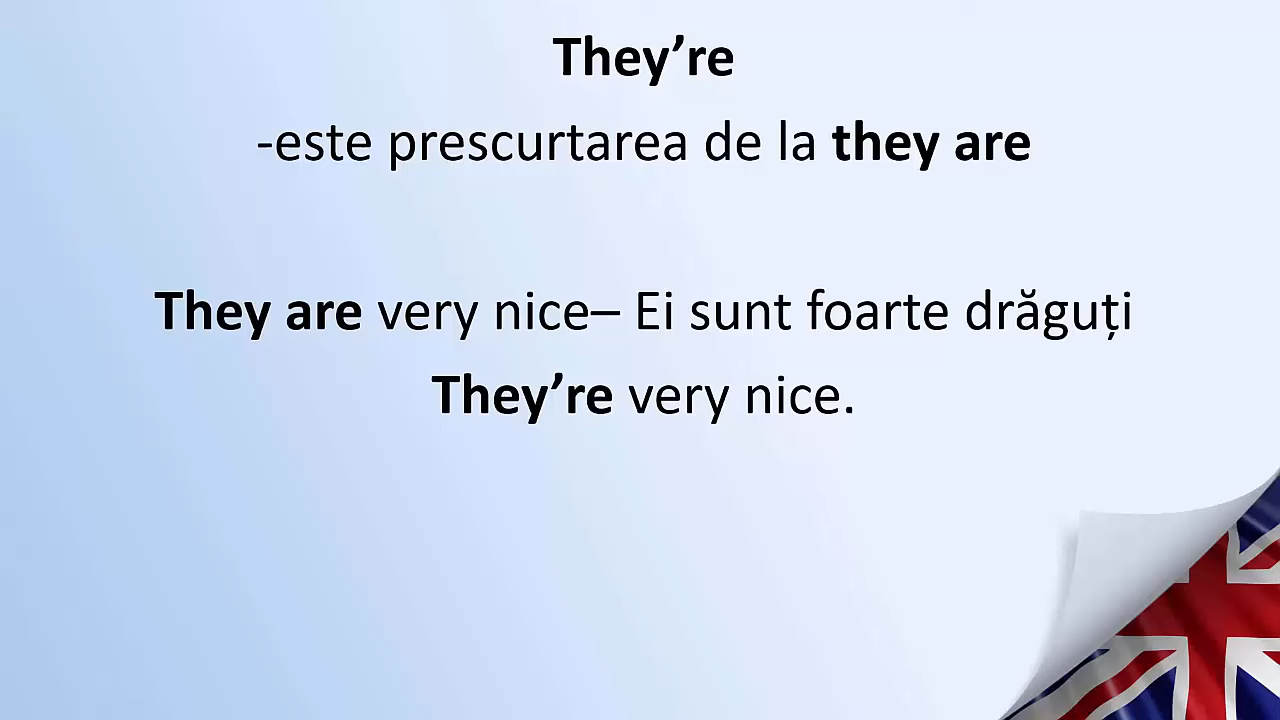 They’re
-este prescurtarea de la they are
They are very nice– Ei sunt foarte drăguți
They’re very nice.